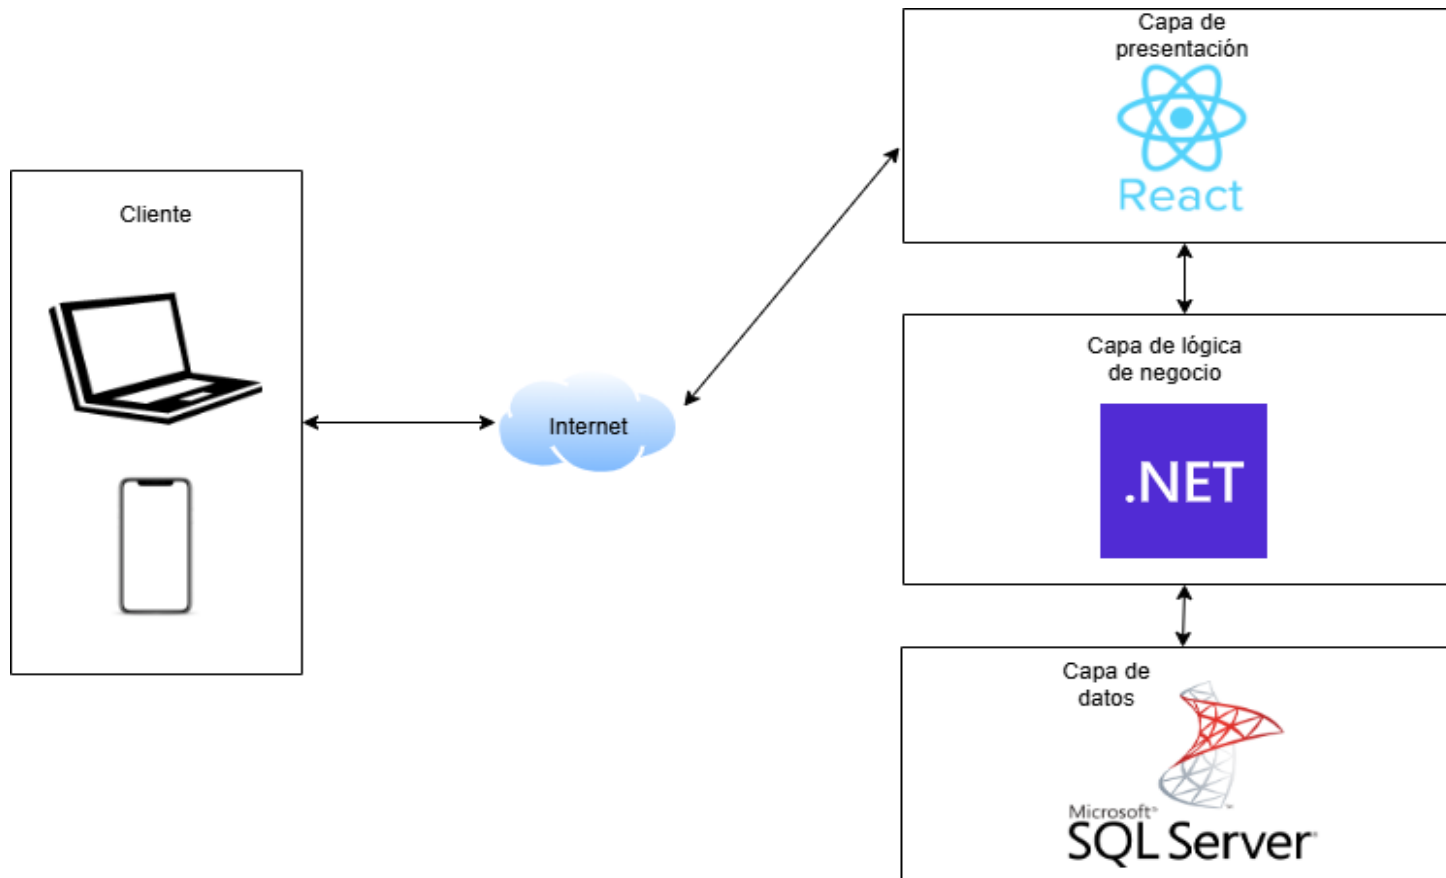 Capa de
presentación
React
Cliente
Internet
Capa de lógica
de negocio
.NET
Capa de
datos
Microsoft
SQL Server